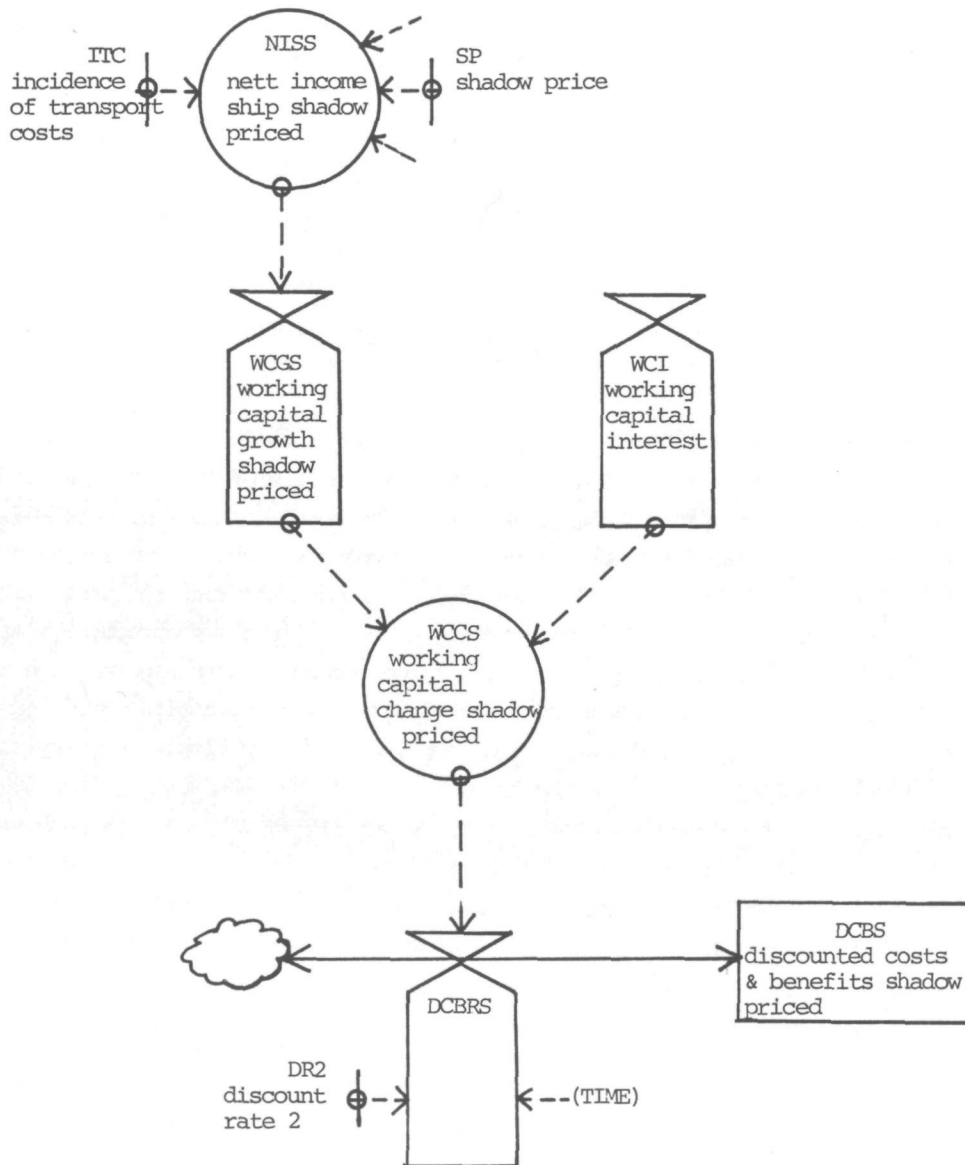 NISS
nett income
ship shadow
priced
ITC
incidence
of transport
costs
SP
shadow price
WCGS
working
capital
growth
shadow
priced
WCI
working
capital
interest
WCCS
working
capital
change shadow
priced
DCBS
discounted costs
& benefits shadow
priced
DCBRS
DR2
discount
rate 2
(TIME)